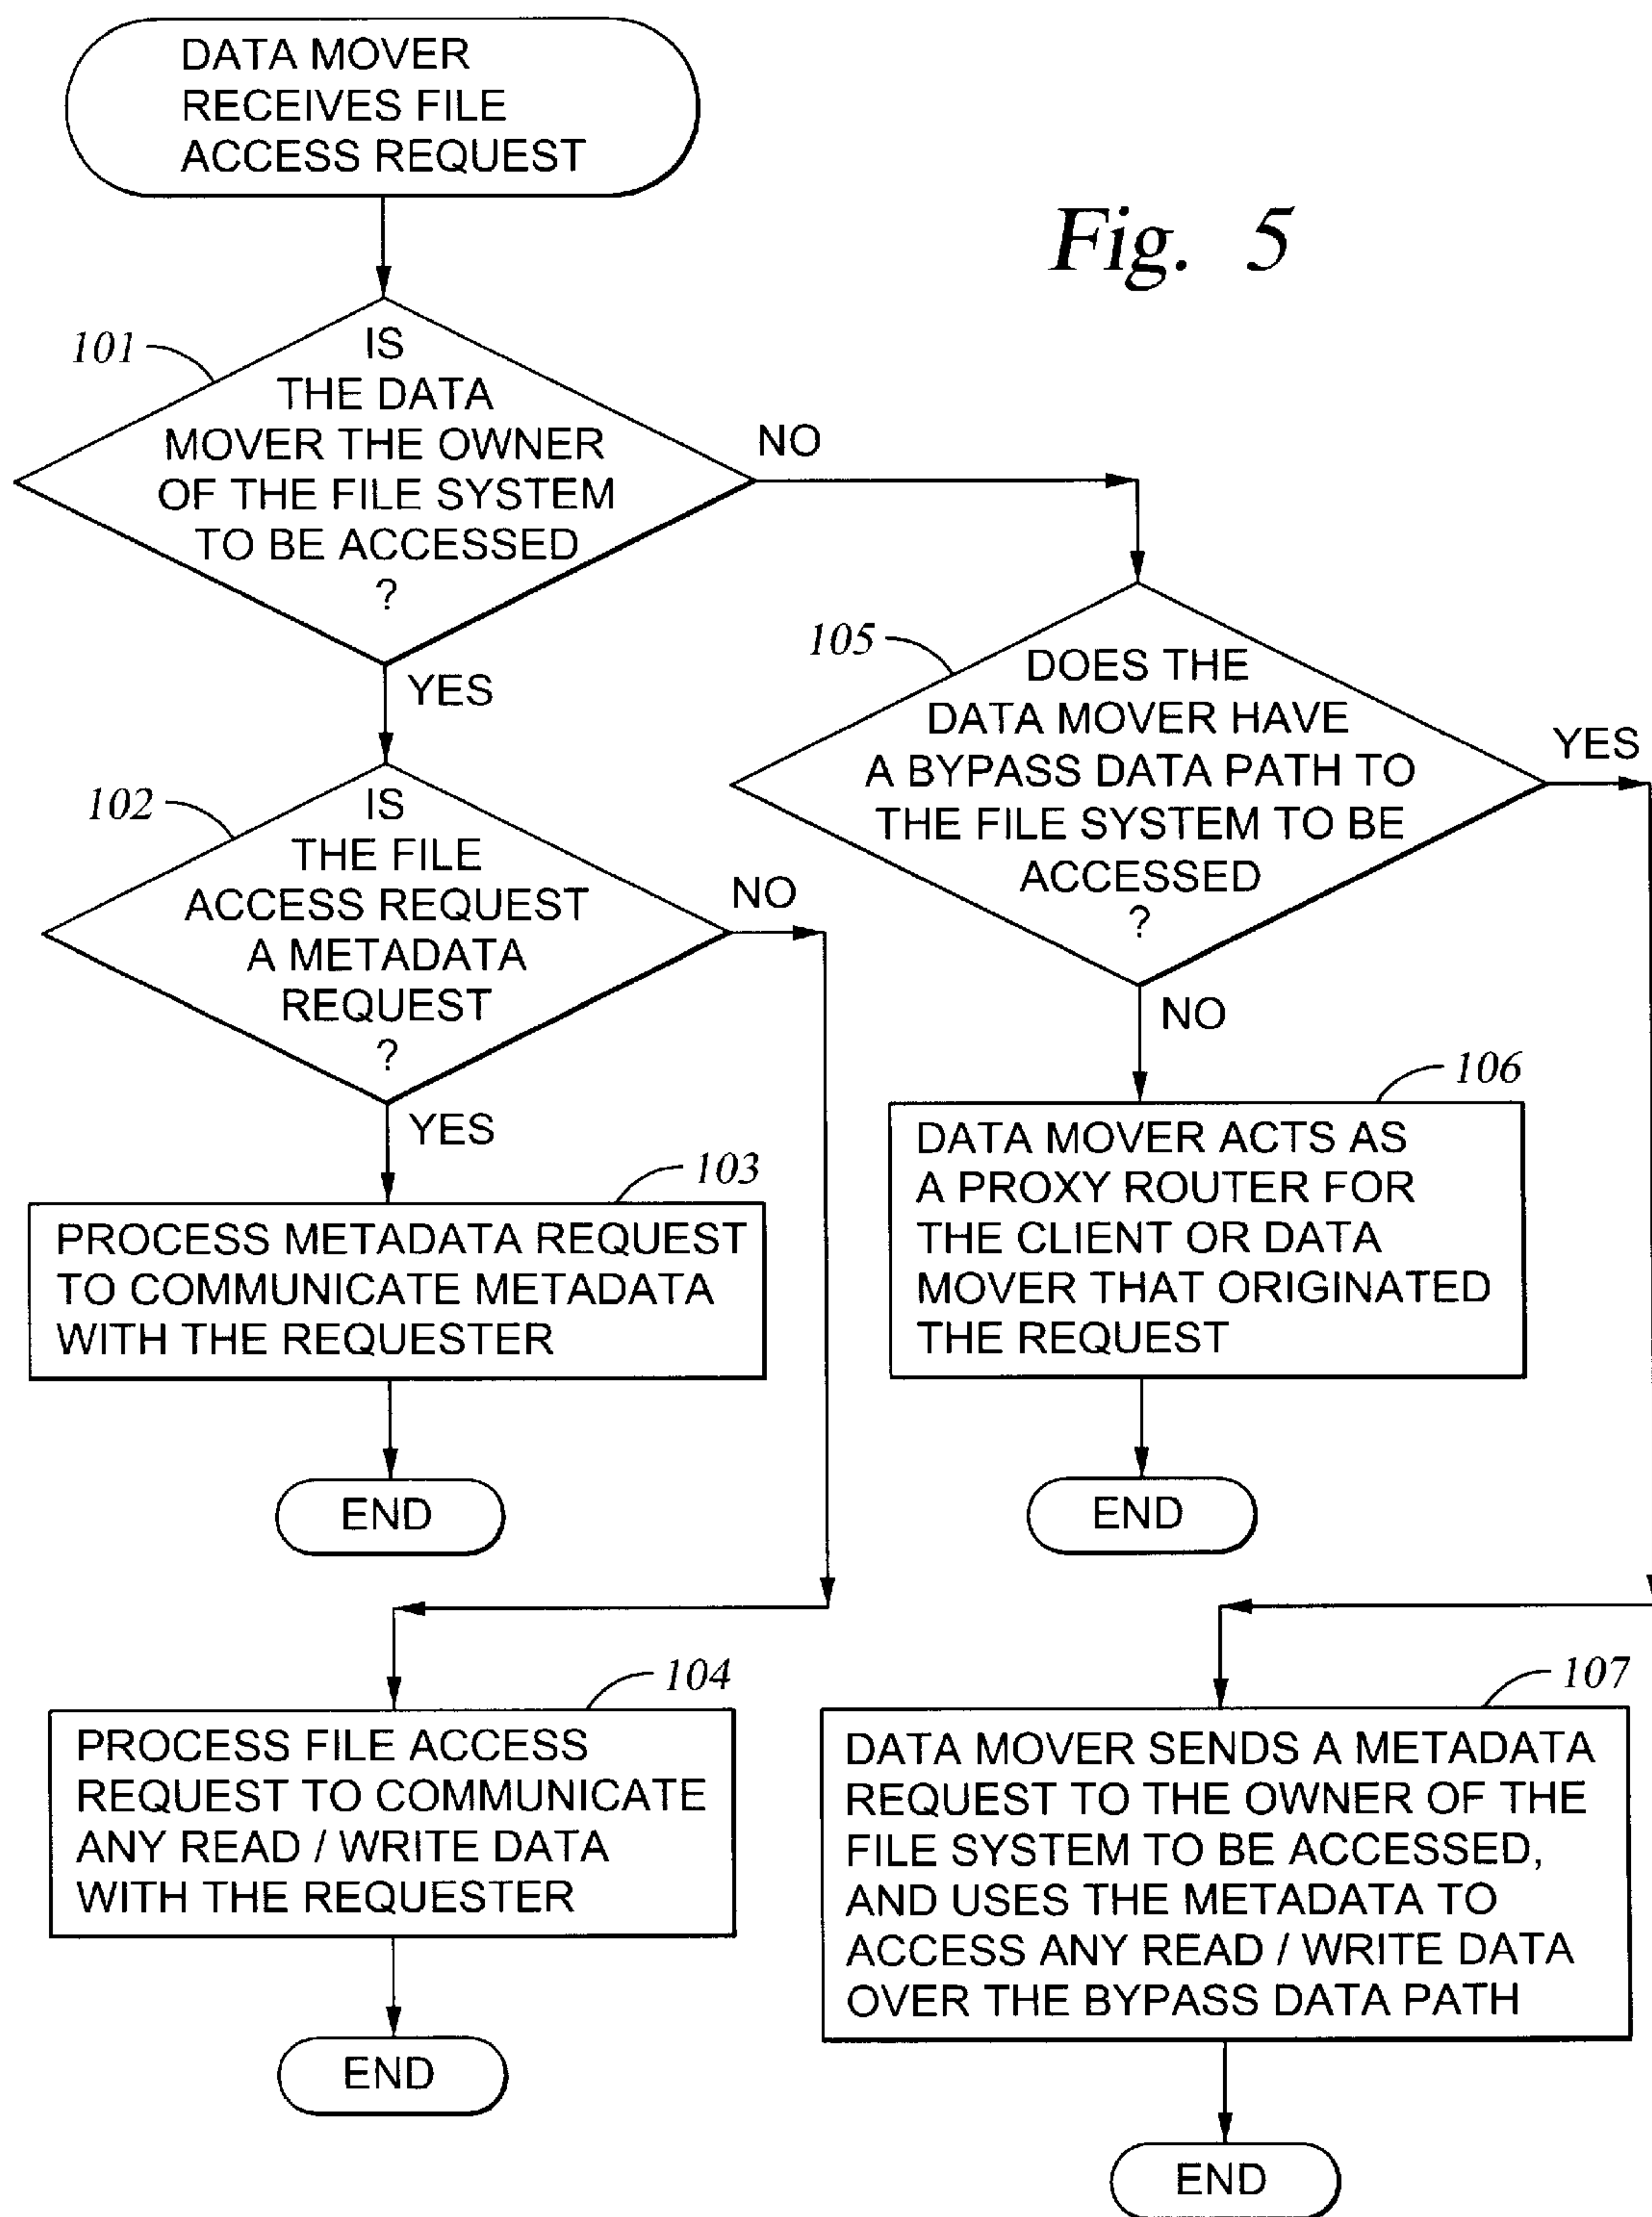 DATA MOVER
RECEIVES FILE
ACCESS REQUEST
Fig. 5
101
IS
THE DATA
MOVER THE OWNER
OF THE FILE SYSTEM
TO BE ACCESSED
?
NO
YES
105
DOES THE
DATA MOVER HAVE
A BYPASS DATA PATH TO
THE FILE SYSTEM TO BE
ACCESSED
?
YES
NO
102
IS
THE FILE
ACCESS REQUEST
A METADATA
REQUEST
?
NO
YES
103
PROCESS METADATA REQUEST
TO COMMUNICATE METADATA
WITH THE REQUESTER
END
106
DATA MOVER ACTS AS
A PROXY ROUTER FOR
THE CLIENT OR DATA
MOVER THAT ORIGINATED
THE REQUEST
END
104
PROCESS FILE ACCESS
REQUEST TO COMMUNICATE
ANY READ / WRITE DATA
WITH THE REQUESTER
END
107
DATA MOVER SENDS A METADATA
REQUEST TO THE OWNER OF THE
FILE SYSTEM TO BE ACCESSED,
AND USES THE METADATA TO
ACCESS ANY READ / WRITE DATA
OVER THE BYPASS DATA PATH
END